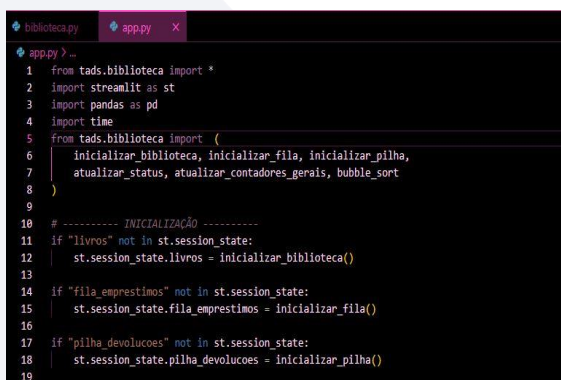 biblioteca.py app.py ×
app.py > ...
1 from tads.biblioteca import *
2 import streamlit as st
3 import pandas as pd
4 import time
5 from tads.biblioteca import (
6     inicializar_biblioteca, inicializar_fila, inicializar_pilha,
7     atualizar_status, atualizar_contadores_gerais, bubble_sort
8 )
9
10 # ---------- INICIALIZAÇÃO ----------
11 if "livros" not in st.session_state:
12     st.session_state.livros = inicializar_biblioteca()
13
14 if "fila_emprestimos" not in st.session_state:
15     st.session_state.fila_emprestimos = inicializar_fila()
16
17 if "pilha_devolucoes" not in st.session_state:
18     st.session_state.pilha_devolucoes = inicializar_pilha()
19